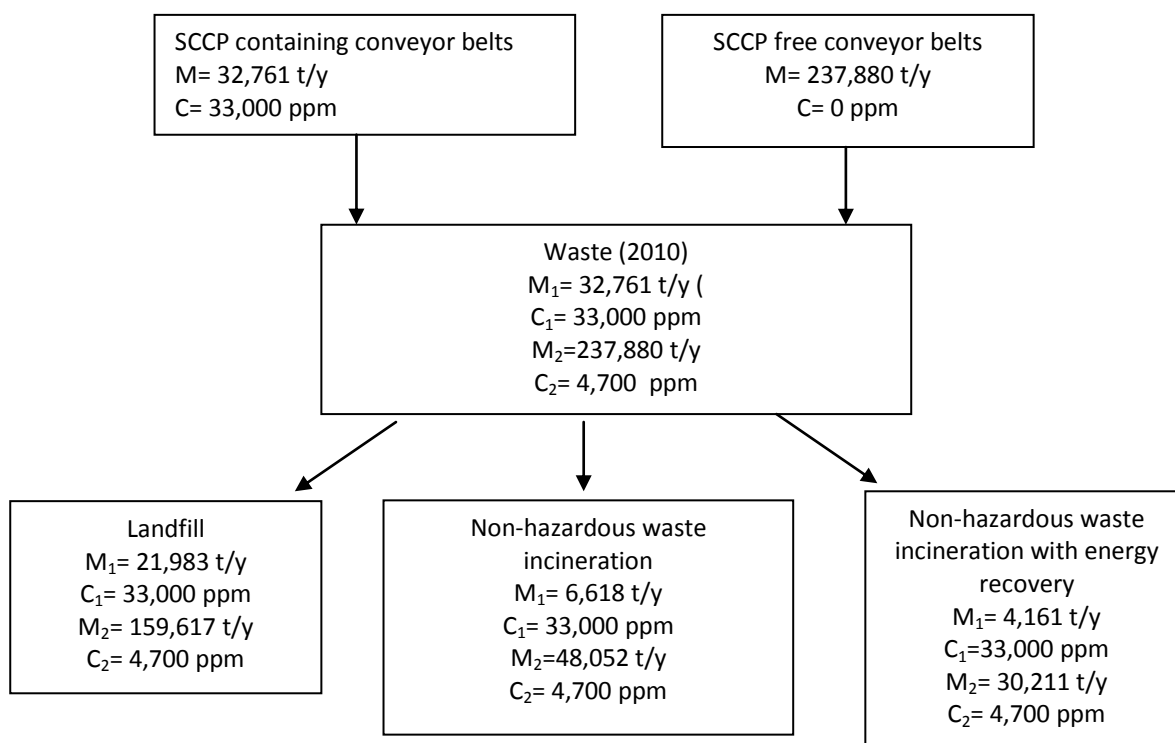 SCCP containing conveyor belts
M= 32,761 t/y
C= 33,000 ppm
SCCP free conveyor belts
M= 237,880 t/y
C= 0 ppm
Waste (2010)
M₁= 32,761 t/y (
C₁= 33,000 ppm
M₂=237,880 t/y
C₂= 4,700 ppm
Landfill
M₁= 21,983 t/y
C₁= 33,000 ppm
M₂= 159,617 t/y
C₂= 4,700 ppm
Non-hazardous waste
incineration
M₁= 6,618 t/y
C₁= 33,000 ppm
M₂=48,052 t/y
C₂= 4,700 ppm
Non-hazardous waste
incineration with energy
recovery
M₁= 4,161 t/y
C₁=33,000 ppm
M₂= 30,211 t/y
C₂= 4,700 ppm